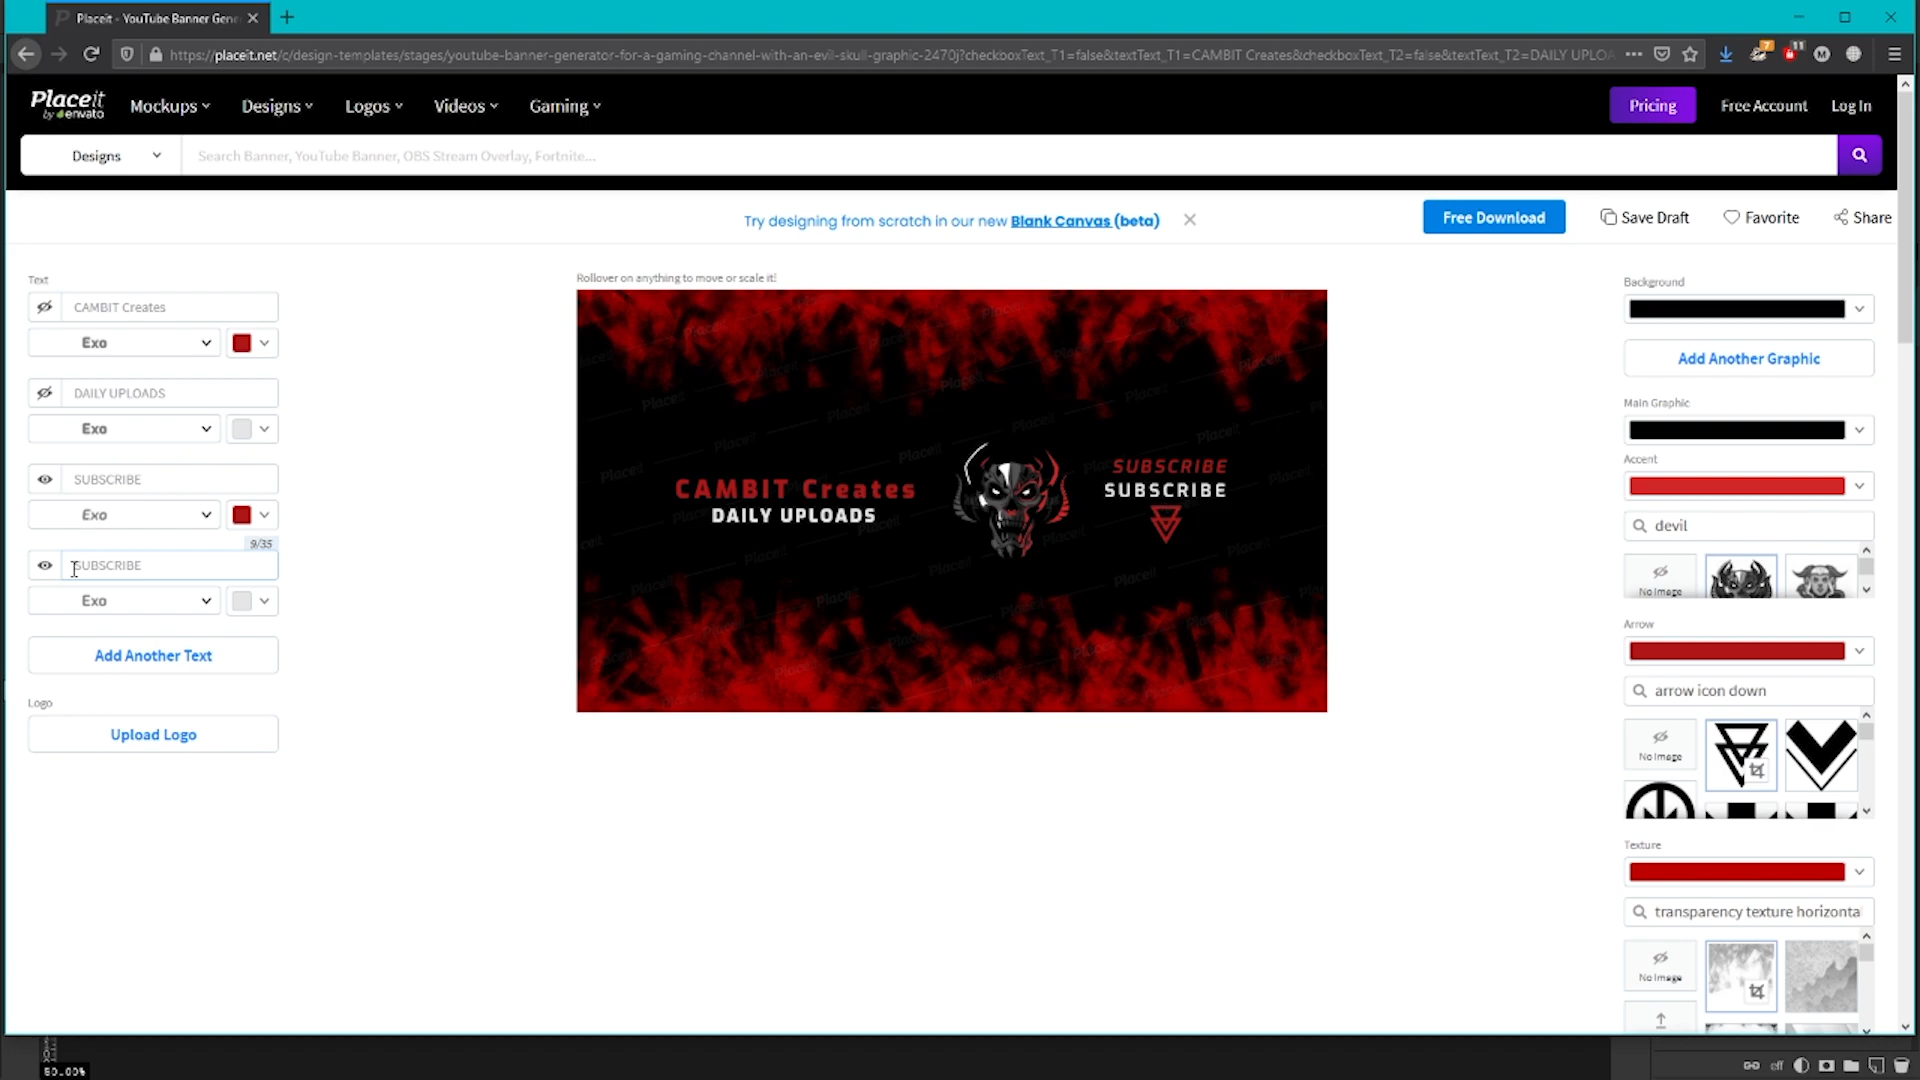 Placeit - YouTube Banner Gene
https://placeit.net/c/design-templates/stages/youtube-banner-generator-for-a-gaming-channel-with-an-evil-skull-graphic-2470j?checkboxText_T1=false&textText_T1=CAMBIT Creates&checkboxText_T2=false&textText_T2=DAILY UPLOA
7
11
Placeit
by envato
Mockups
Designs
Logos
Videos
Gaming
Pricing
Free Account
Log In
Designs
Search Banner, YouTube Banner, OBS Stream Overlay, Fortnite...
Try designing from scratch in our new Blank Canvas (beta)
Free Download
Save Draft
Favorite
Share
Text
CAMBIT Creates
Exo
DAILY UPLOADS
Exo
SUBSCRIBE
Exo
9/35
SUBSCRIBE
Exo
Add Another Text
Logo
Upload Logo
Rollover on anything to move or scale it!
CAMBIT Creates
DAILY UPLOADS
SUBSCRIBE
SUBSCRIBE
Background
Add Another Graphic
Main Graphic
Accent
devil
No Image
Arrow
arrow icon down
No Image
Texture
transparency texture horizonta
No Image
50.00%